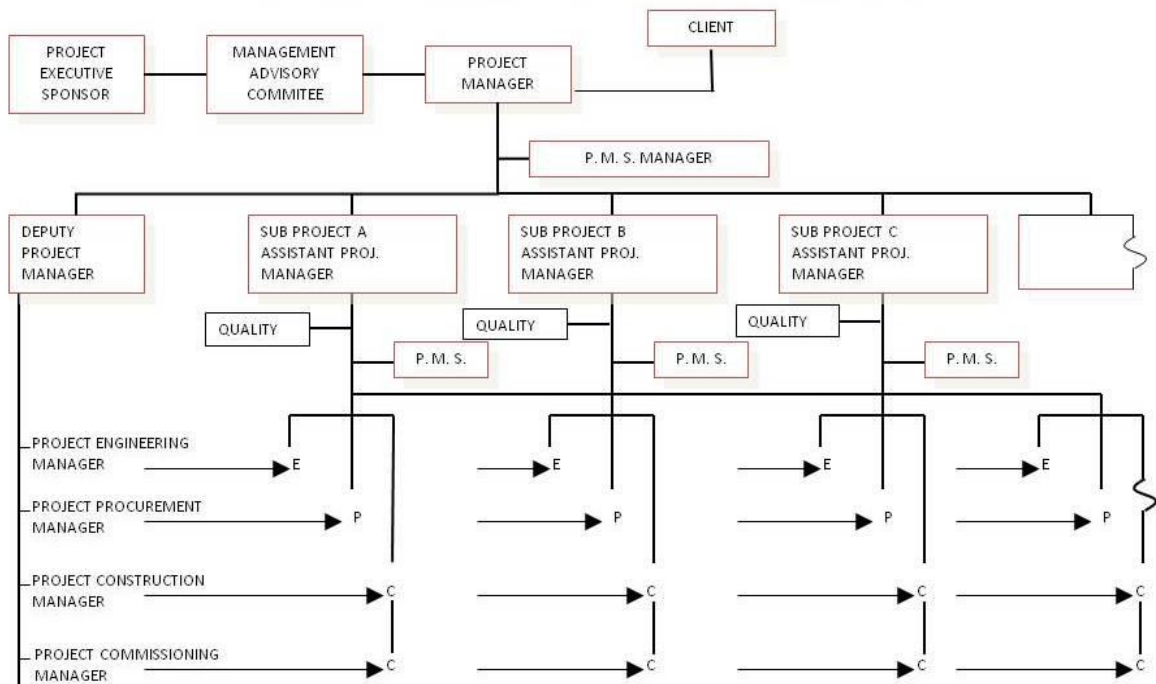 CLIENT
PROJECT
EXECUTIVE
SPONSOR
MANAGEMENT
ADVISORY
COMMITEE
PROJECT
MANAGER
P. M. S. MANAGER
DEPUTY
PROJECT
MANAGER
SUB PROJECT A
ASSISTANT PROJ.
MANAGER
SUB PROJECT B
ASSISTANT PROJ.
MANAGER
SUB PROJECT C
ASSISTANT PROJ.
MANAGER
QUALITY
QUALITY
QUALITY
P. M. S.
P. M. S.
P. M. S.
PROJECT ENGINEERING
MANAGER
E
E
E
E
PROJECT PROCUREMENT
MANAGER
P
P
P
P
PROJECT CONSTRUCTION
MANAGER
C
C
C
C
PROJECT COMMISSIONING
MANAGER
C
C
C
C